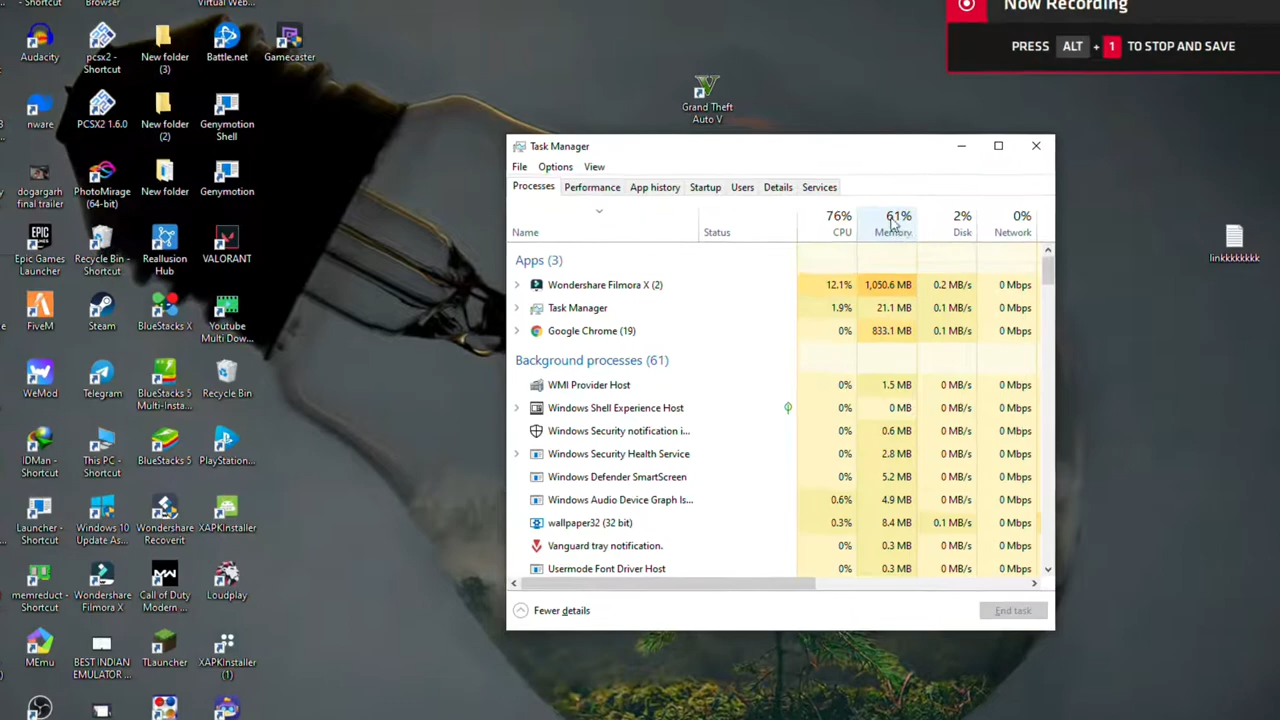 - Shortcut
Browser
Virtual Web...
Now Recording
PRESS ALT + 1 TO STOP AND SAVE
Audacity
pcsx2 -
Shortcut
New folder
(3)
Battle.net
Gamecaster
Grand Theft
Auto V
nware
PCSX2 1.6.0
New folder
(2)
Genymotion
Shell
dogargarh
final trailer
PhotoMirage
(64-bit)
New folder
Genymotion
EPIC
GAMES
Epic Games
Launcher
Recycle Bin -
Shortcut
Reallusion
Hub
VALORANT
linkkkkkkkk
FiveM
Steam
BlueStacks X
Youtube
Multi Dow...
WeMod
Telegram
BlueStacks 5
Multi-Insta...
Recycle Bin
IDMan -
Shortcut
This PC -
Shortcut
BlueStacks 5
PlayStation...
Launcher -
Shortcut
Windows 10
Update As...
Wondershare
Recoverit
XAPKInstaller
memreduct -
Shortcut
Wondershare
Filmora X
Call of Duty
Modern ...
Loudplay
MEmu
BEST INDIAN
EMULATOR ...
TLauncher
XAPKInstaller
(1)
Task Manager
File Options View
Processes Performance App history Startup Users Details Services
76% 61% 2% 0%
Name Status CPU Memory Disk Network
Apps (3)
Wondershare Filmora X (2) 12.1% 1,050.6 MB 0.2 MB/s 0 Mbps
Task Manager 1.9% 21.1 MB 0.1 MB/s 0 Mbps
Google Chrome (19) 0% 833.1 MB 0.1 MB/s 0 Mbps
Background processes (61)
WMI Provider Host 0% 1.5 MB 0 MB/s 0 Mbps
Windows Shell Experience Host 0% 0 MB 0 MB/s 0 Mbps
Windows Security notification i... 0% 0.6 MB 0 MB/s 0 Mbps
Windows Security Health Service 0% 2.8 MB 0 MB/s 0 Mbps
Windows Defender SmartScreen 0% 5.2 MB 0 MB/s 0 Mbps
Windows Audio Device Graph Is... 0.6% 4.9 MB 0 MB/s 0 Mbps
wallpaper32 (32 bit) 0.3% 8.4 MB 0.1 MB/s 0 Mbps
Vanguard tray notification. 0% 0.3 MB 0 MB/s 0 Mbps
Usermode Font Driver Host 0% 0.3 MB 0 MB/s 0 Mbps
Fewer details
End task